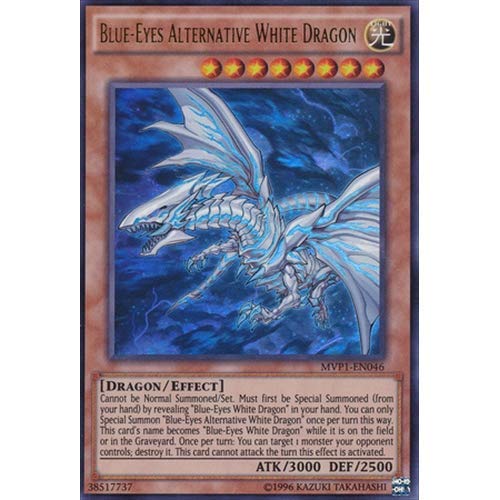 BLUE-EYES ALTERNATIVE WHITE DRAGON
光
MVP1-EN046
[DRAGON/EFFECT]
Cannot be Normal Summoned/Set. Must first be Special Summoned (from
your hand) by revealing "Blue-Eyes White Dragon" in your hand. You can only
Special Summon "Blue-Eyes Alternative White Dragon" once per turn this way.
This card's name becomes "Blue-Eyes White Dragon" while it is on the field
or in the Graveyard. Once per turn: You can target 1 monster your opponent
controls; destroy it. This card cannot attack the turn this effect is activated.
ATK/3000 DEF/2500
38517737
©1996 KAZUKI TAKAHASHI